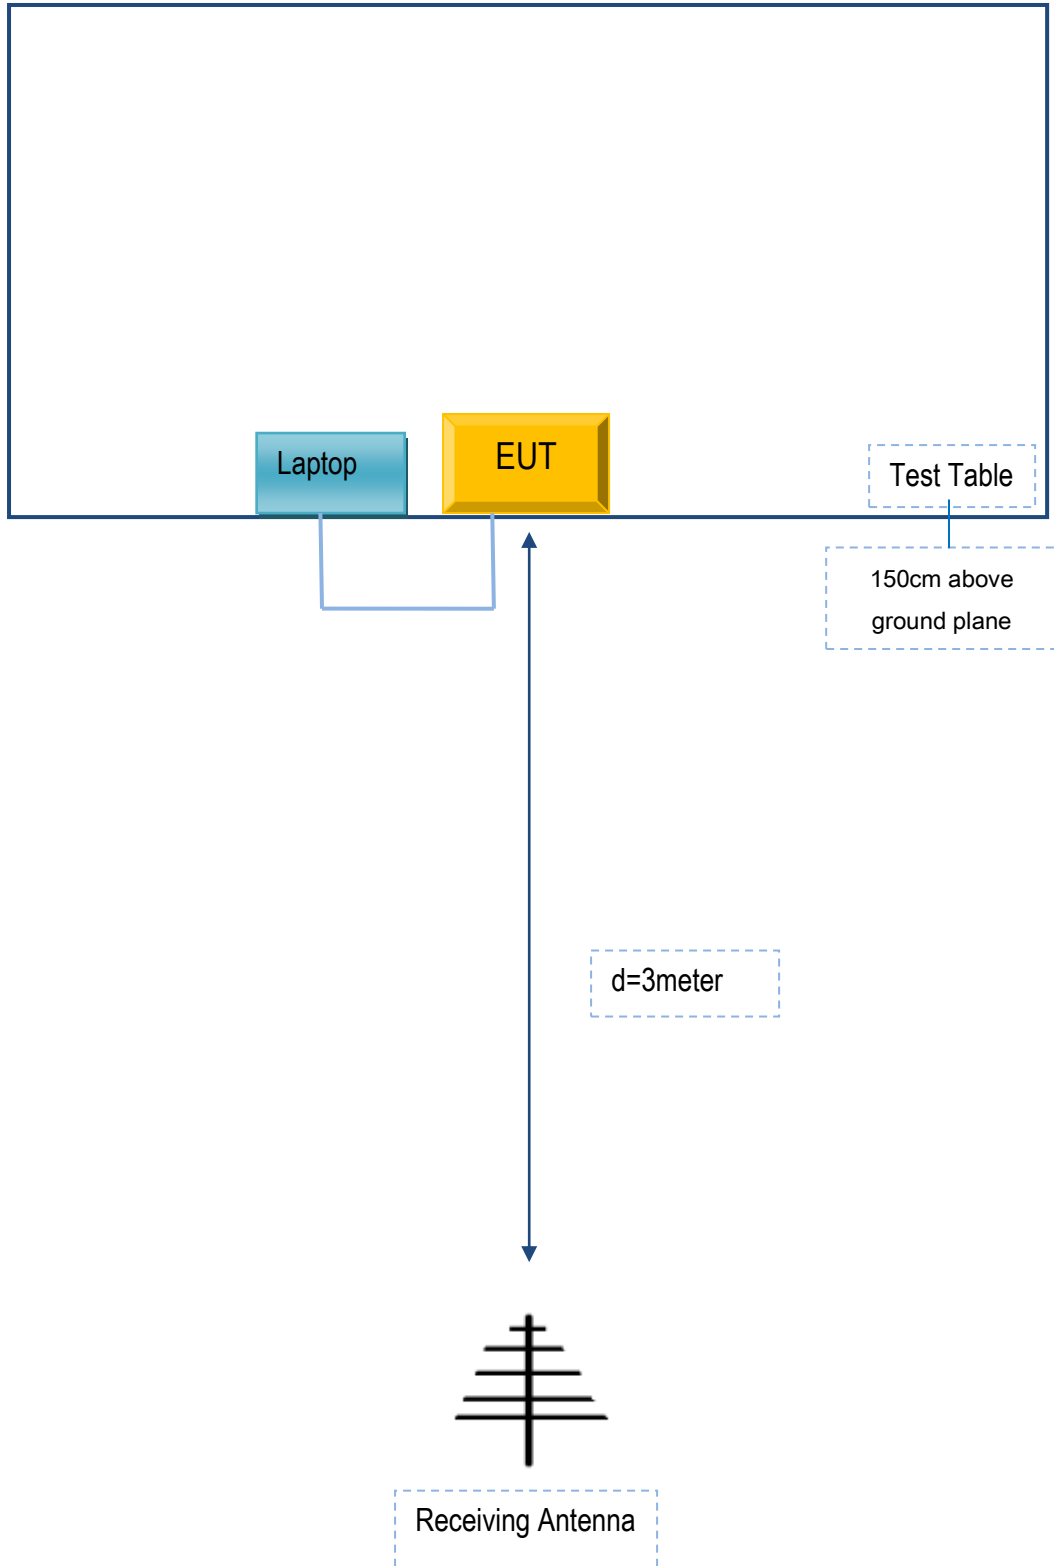 Laptop
EUT
Test Table
150cm above
ground plane
d=3meter
Receiving Antenna